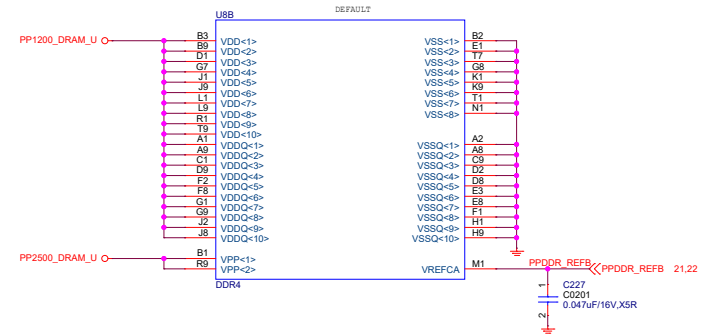 DEFAULT
U8B
PP1200_DRAM_U
B3 VDD<1> VSS<1> B2
B9 VDD<2> VSS<2> E1
D1 VDD<3> VSS<3> T7
G7 VDD<4> VSS<4> G8
J1 VDD<5> VSS<5> K1
J9 VDD<6> VSS<6> K9
L1 VDD<7> VSS<7> T1
L9 VDD<8> VSS<8> N1
R1 VDD<9>
T9 VDD<10>
A1 VDDQ<1> VSSQ<1> A2
A9 VDDQ<2> VSSQ<2> A8
C1 VDDQ<3> VSSQ<3> C9
D9 VDDQ<4> VSSQ<4> D2
F2 VDDQ<5> VSSQ<5> D8
F8 VDDQ<6> VSSQ<6> E3
G1 VDDQ<7> VSSQ<7> E8
G9 VDDQ<8> VSSQ<8> F1
J2 VDDQ<9> VSSQ<9> H1
J8 VDDQ<10> VSSQ<10> H9
PP2500_DRAM_U
B1 VPP<1>
R9 VPP<2> VREFCA M1 PPDDR_REFB PPDDR_REFB 21,22
DDR4
1 C227
C0201
0.047uF/16V,X5R
2